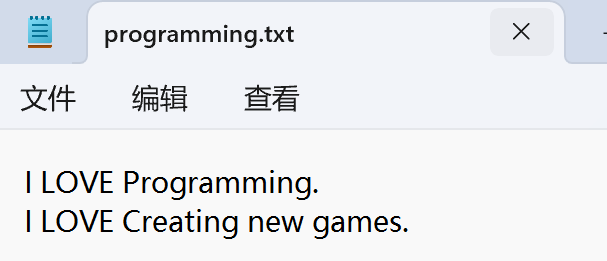 programming.txt
文件 编辑 查看
I LOVE Programming.
I LOVE Creating new games.